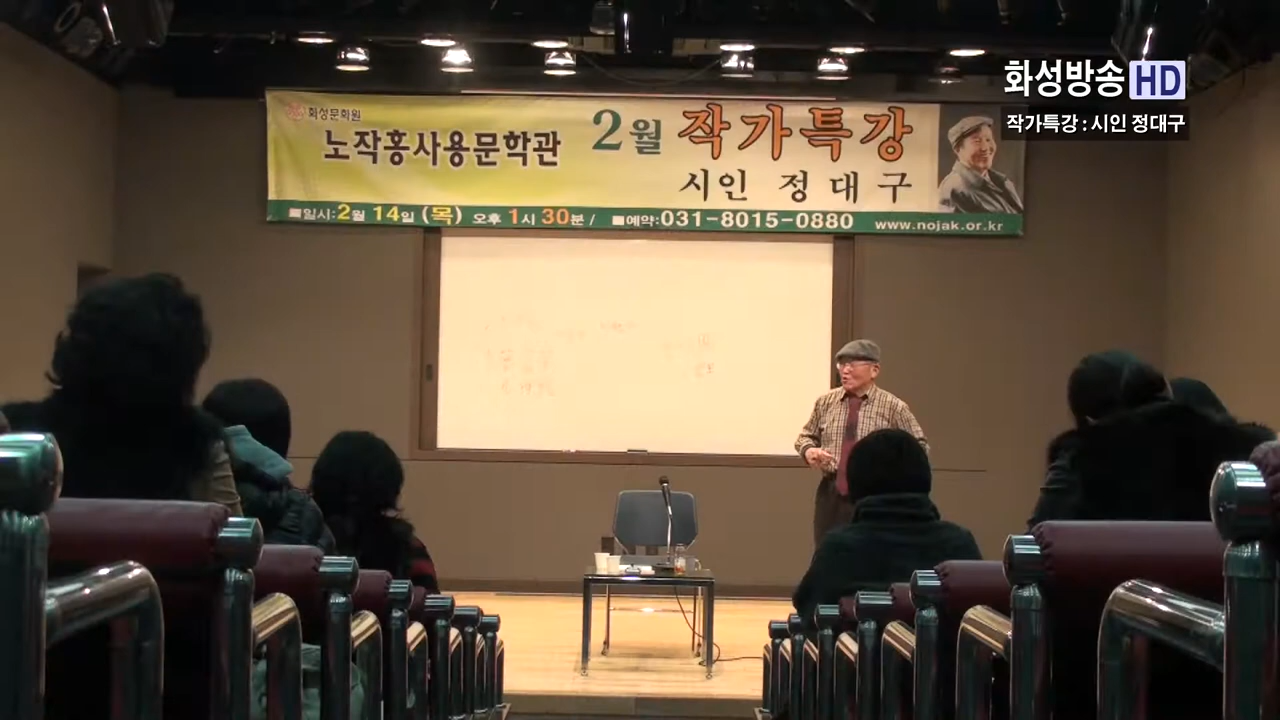 화성방송 HD
작가특강 : 시인 정대구
화성문화원
노작홍사용문학관
2월 작가특강
시인 정대구
■일시:2월 14일 (목) 오후 1시 30분 / ■예약:031-8015-0880 www.nojak.or.kr